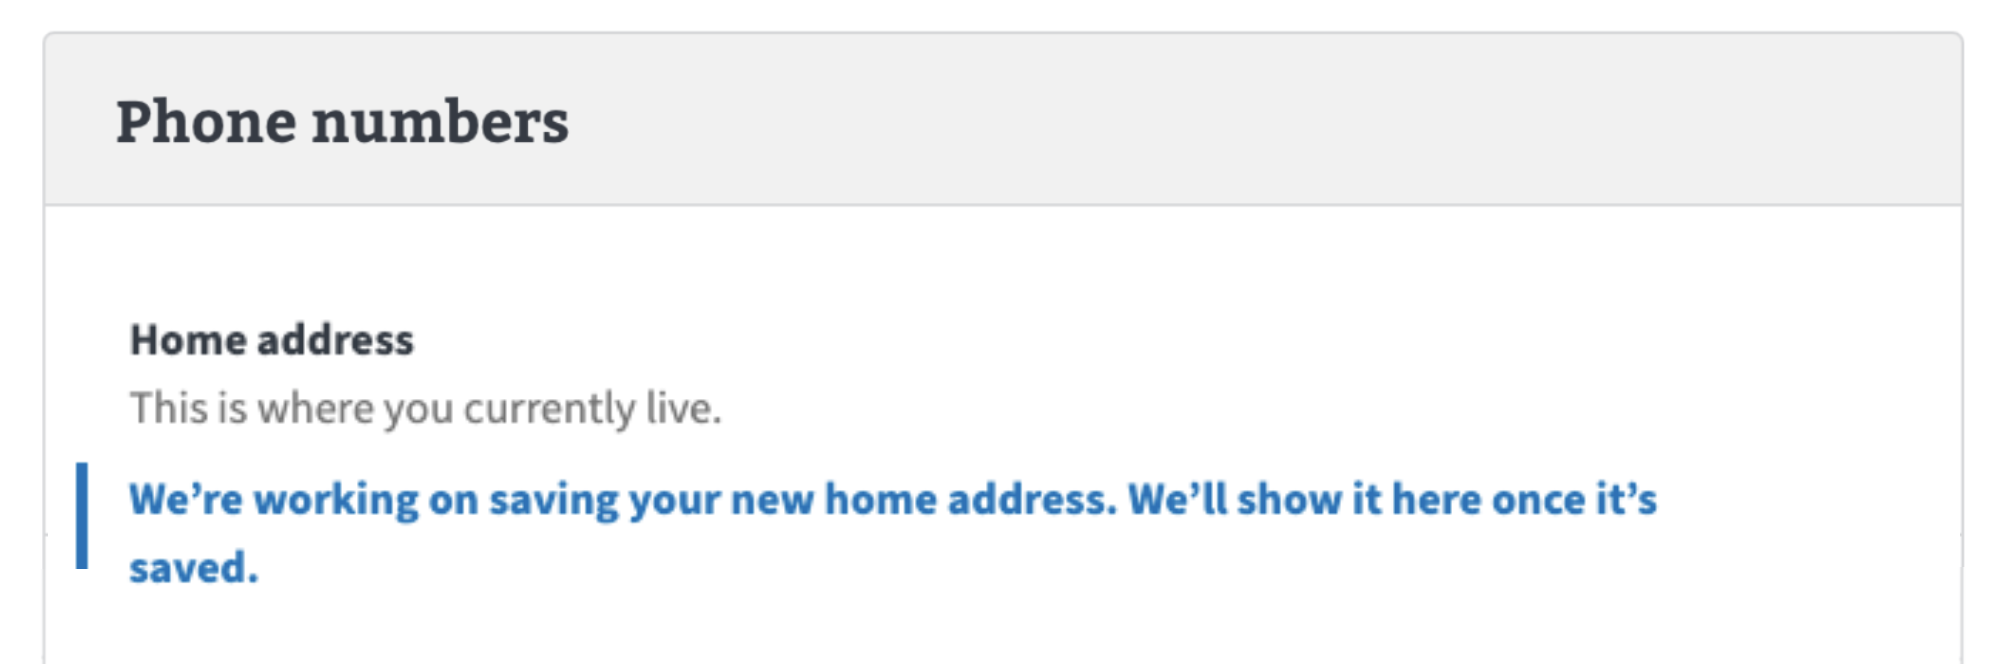 Phone numbers
Home address
This is where you currently live.
We’re working on saving your new home address. We’ll show it here once it’s
saved.